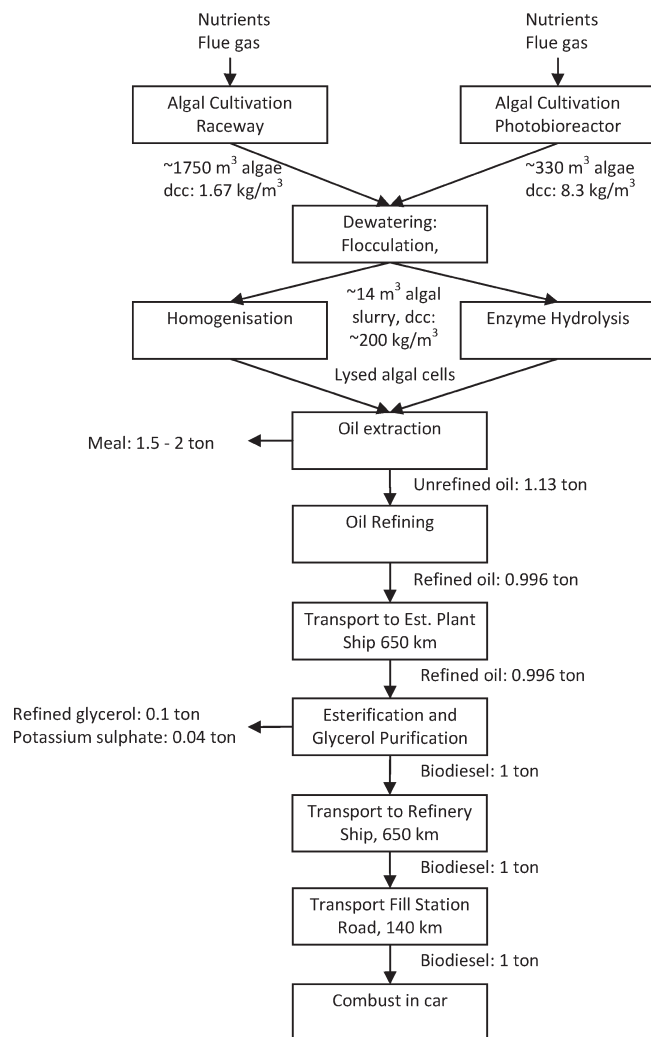 Nutrients
Flue gas
Nutrients
Flue gas
Algal Cultivation
Raceway
Algal Cultivation
Photobioreactor
~1750 m³ algae
dcc: 1.67 kg/m³
~330 m³ algae
dcc: 8.3 kg/m³
Dewatering:
Flocculation,
Homogenisation
~14 m³ algal
slurry, dcc:
~200 kg/m³
Enzyme Hydrolysis
Lysed algal cells
Oil extraction
Meal: 1.5 - 2 ton
Unrefined oil: 1.13 ton
Oil Refining
Refined oil: 0.996 ton
Transport to Est. Plant
Ship 650 km
Refined oil: 0.996 ton
Refined glycerol: 0.1 ton
Potassium sulphate: 0.04 ton
Esterification and
Glycerol Purification
Biodiesel: 1 ton
Transport to Refinery
Ship, 650 km
Biodiesel: 1 ton
Transport Fill Station
Road, 140 km
Biodiesel: 1 ton
Combust in car